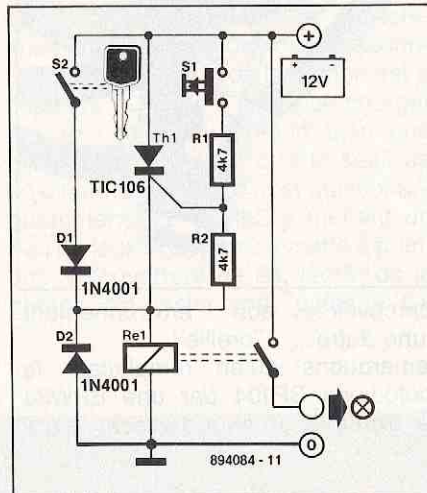 S2
S1
+
12V
Th1
R1
4k7
TIC106
R2
4k7
D1
1N4001
D2
Re1
1N4001
0
894084 - 11